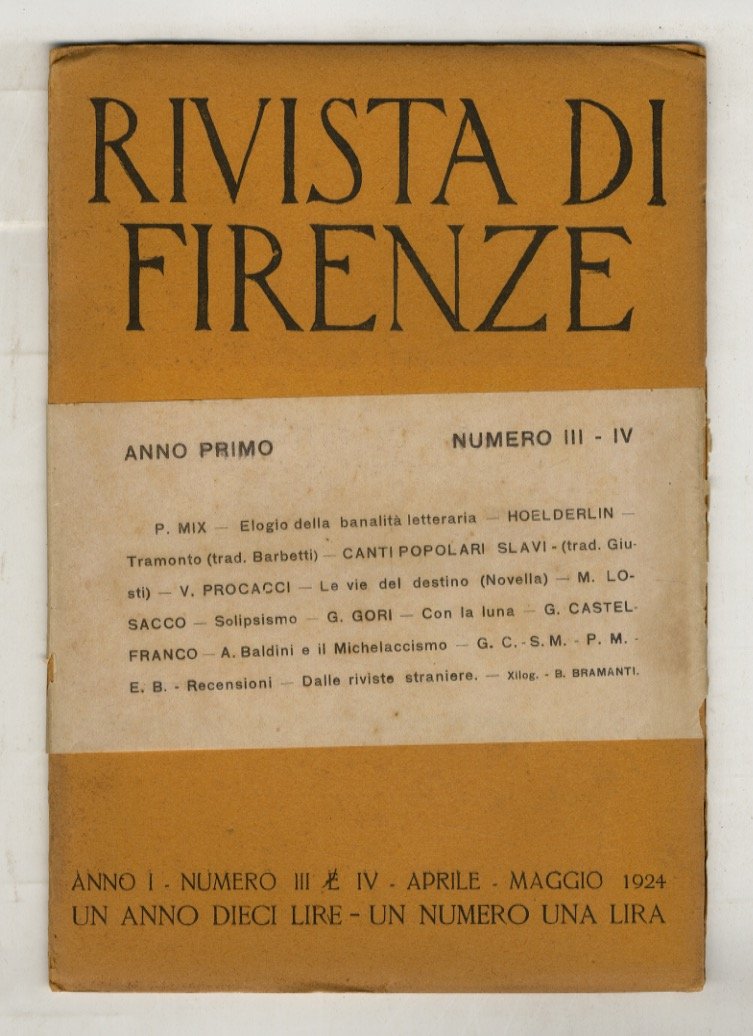 RIVISTA DI
FIRENZE
ANNO PRIMO NUMERO III - IV
P. MIX — Elogio della banalità letteraria — HOELDERLIN —
Tramonto (trad. Barbetti) — CANTI POPOLARI SLAVI - (trad. Giu-
sti) — V. PROCACCI — Le vie del destino (Novella) — M. LO-
SACCO — Solipsismo — G. GORI — Con la luna — G. CASTEL-
FRANCO — A. Baldini e il Michelaccismo — G. C. - S. M. - P. M. -
E. B. - Recensioni — Dalle riviste straniere. — Xilog. - B. BRAMANTI.
ANNO I - NUMERO III E IV - APRILE - MAGGIO 1924
UN ANNO DIECI LIRE - UN NUMERO UNA LIRA